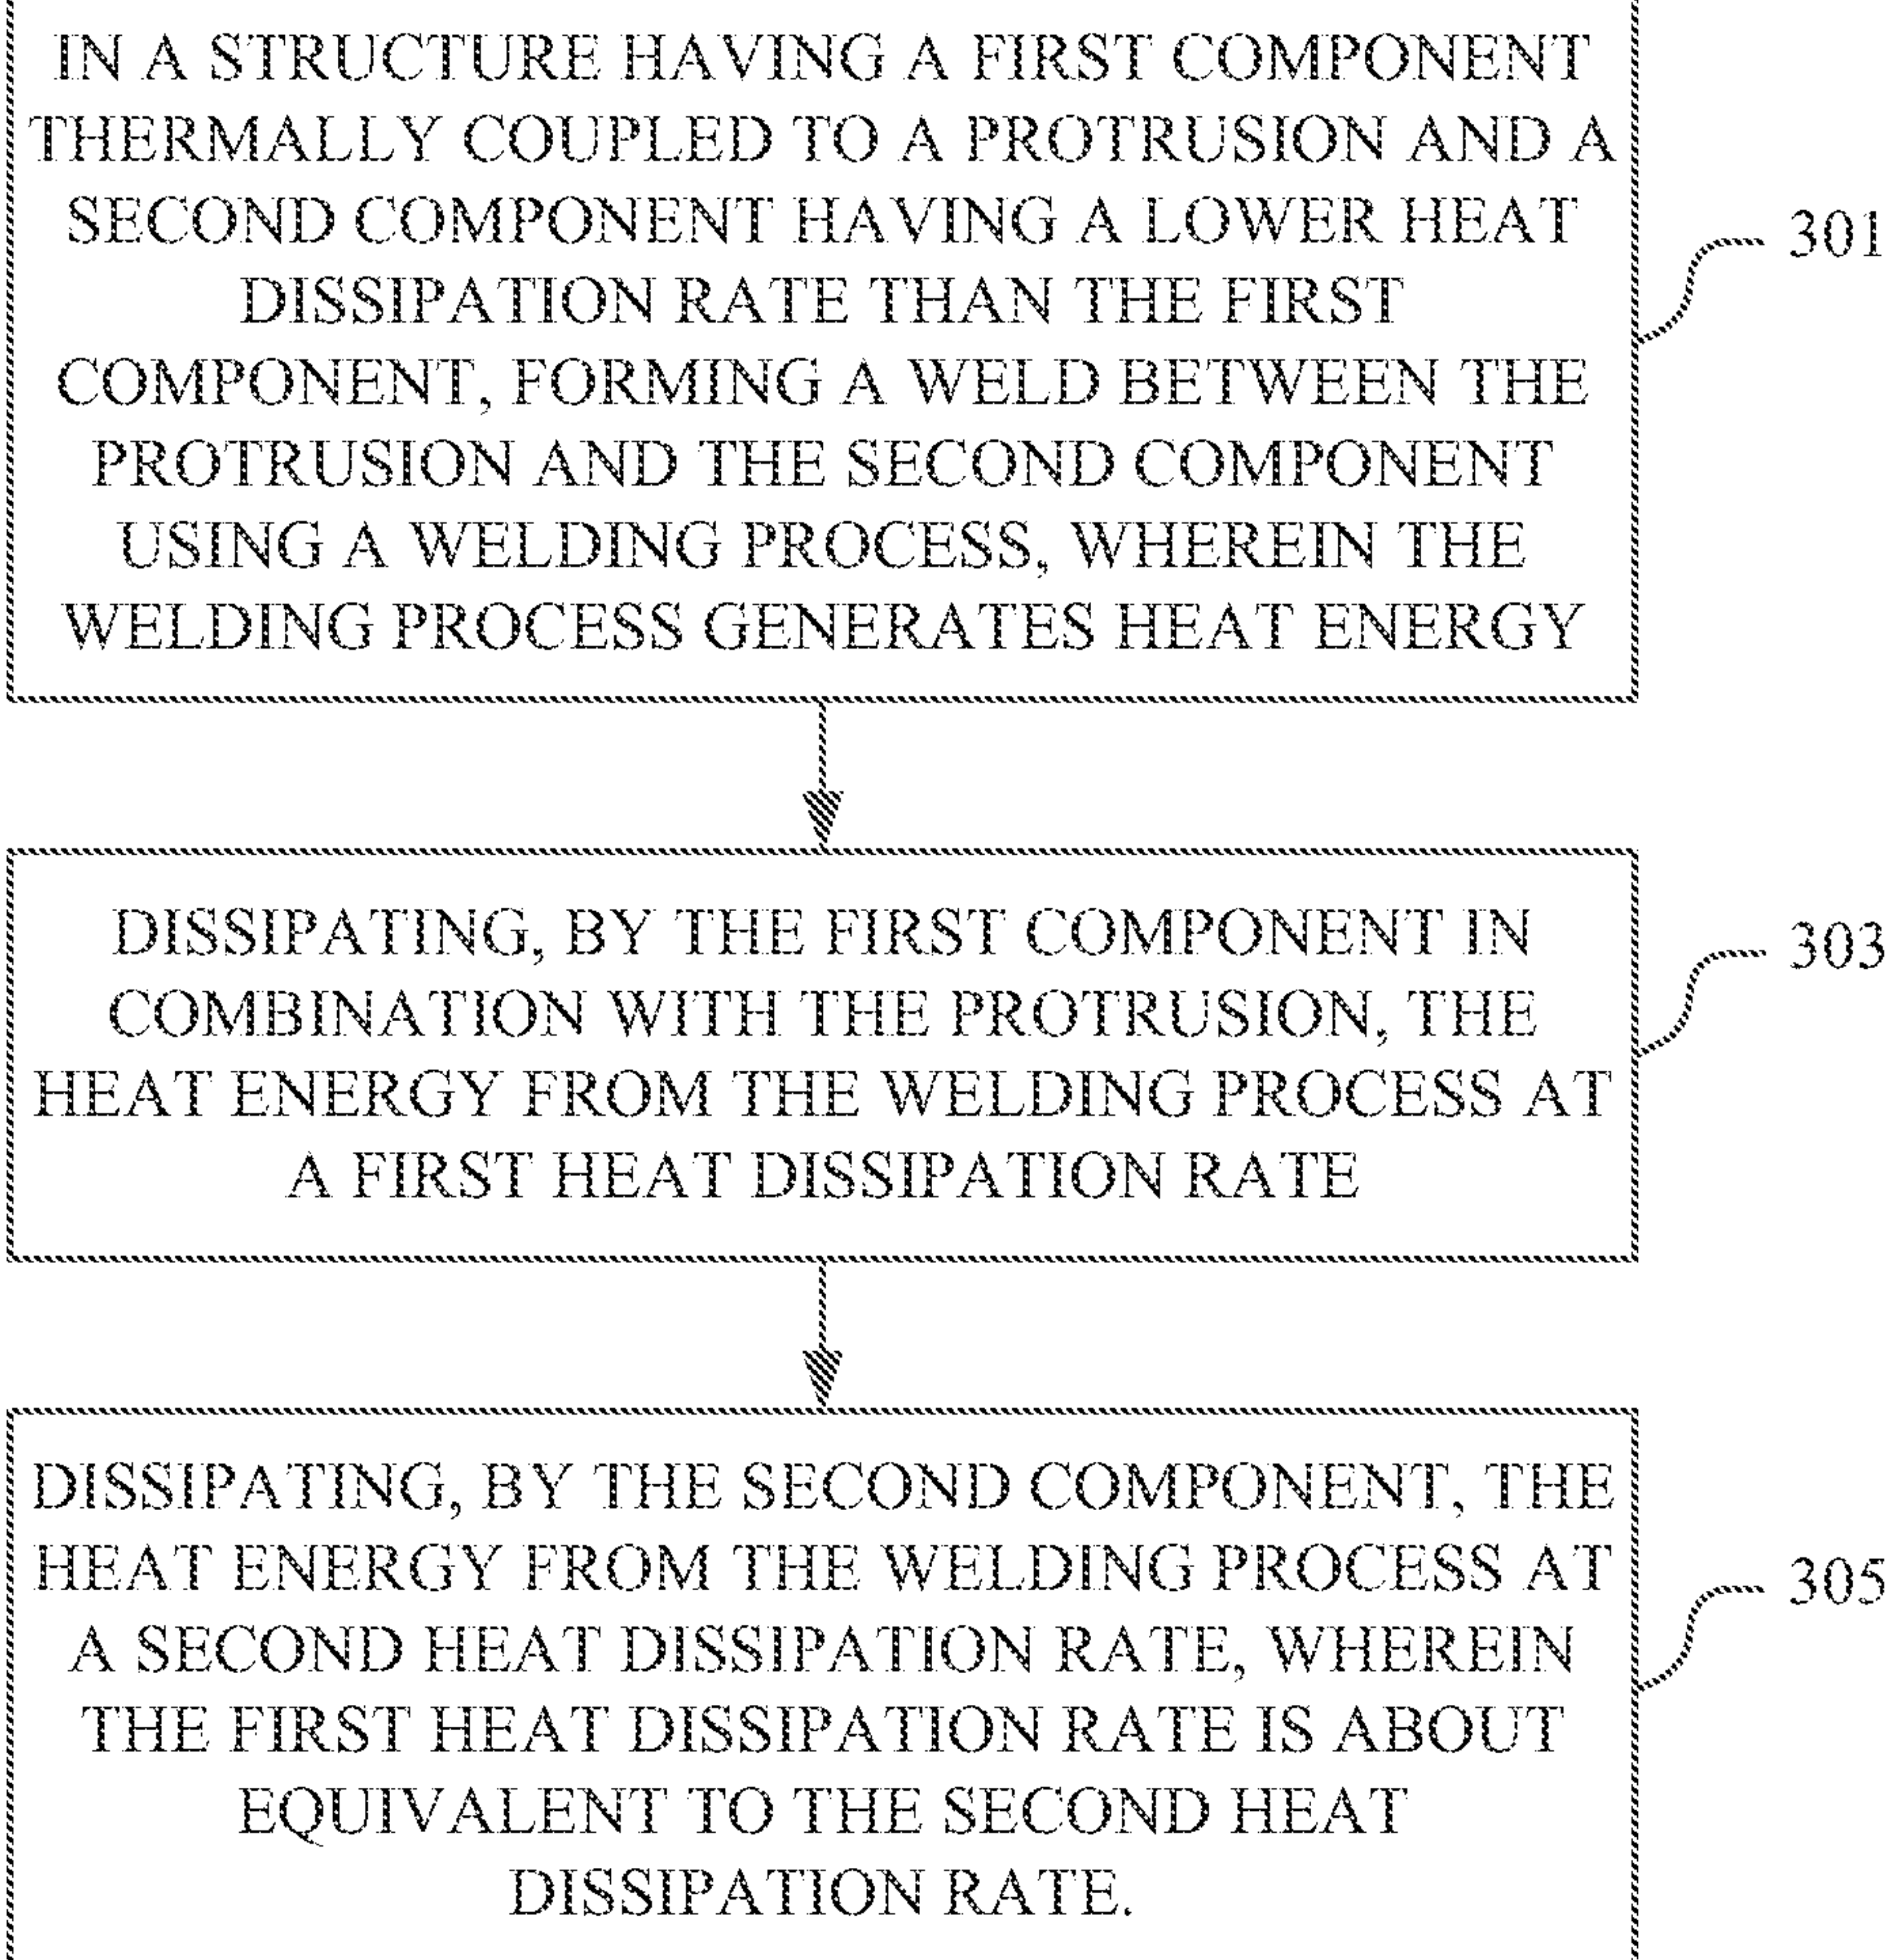 IN A STRUCTURE HAVING A FIRST COMPONENT
THERMALLY COUPLED TO A PROTRUSION AND A
SECOND COMPONENT HAVING A LOWER HEAT
DISSIPATION RATE THAN THE FIRST
COMPONENT, FORMING A WELD BETWEEN THE
PROTRUSION AND THE SECOND COMPONENT
USING A WELDING PROCESS, WHEREIN THE
WELDING PROCESS GENERATES HEAT ENERGY
301
DISSIPATING, BY THE FIRST COMPONENT IN
COMBINATION WITH THE PROTRUSION, THE
HEAT ENERGY FROM THE WELDING PROCESS AT
A FIRST HEAT DISSIPATION RATE
303
DISSIPATING, BY THE SECOND COMPONENT, THE
HEAT ENERGY FROM THE WELDING PROCESS AT
A SECOND HEAT DISSIPATION RATE, WHEREIN
THE FIRST HEAT DISSIPATION RATE IS ABOUT
EQUIVALENT TO THE SECOND HEAT
DISSIPATION RATE.
305